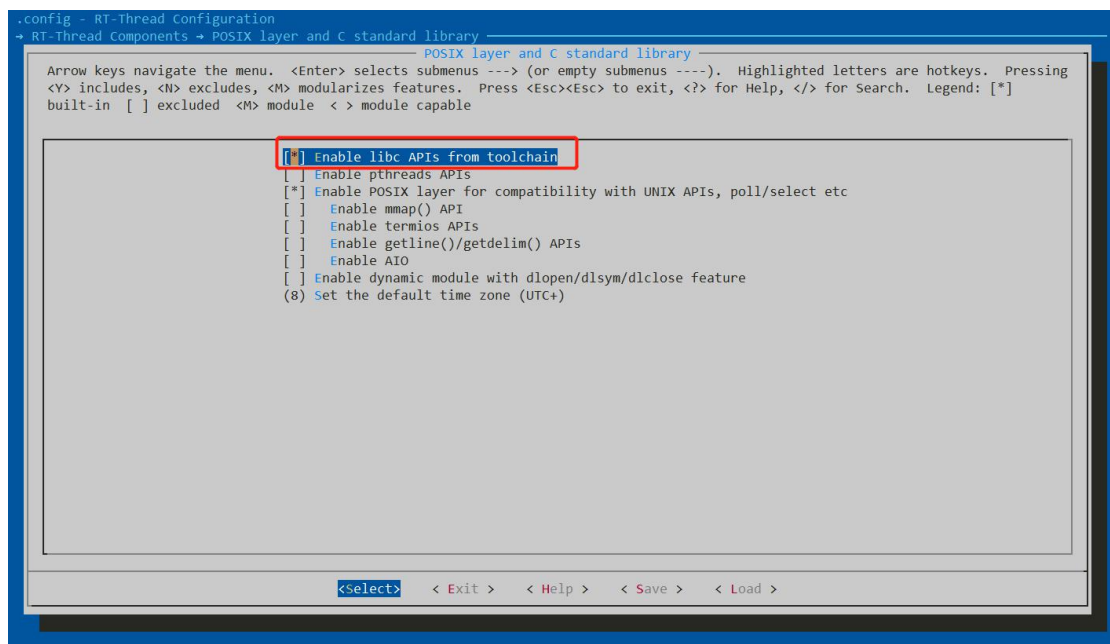 .config - RT-Thread Configuration
→ RT-Thread Components → POSIX layer and C standard library
POSIX layer and C standard library
Arrow keys navigate the menu. <Enter> selects submenus ---> (or empty submenus ----). Highlighted letters are hotkeys. Pressing
<Y> includes, <N> excludes, <M> modularizes features. Press <Esc><Esc> to exit, <?> for Help, </> for Search. Legend: [*]
built-in [ ] excluded <M> module < > module capable
[*] Enable libc APIs from toolchain
[ ] Enable pthreads APIs
[*] Enable POSIX layer for compatibility with UNIX APIs, poll/select etc
[ ] Enable mmap() API
[ ] Enable termios APIs
[ ] Enable getline()/getdelim() APIs
[ ] Enable AIO
[ ] Enable dynamic module with dlopen/dlsym/dlclose feature
(8) Set the default time zone (UTC+)
<Select> < Exit > < Help > < Save > < Load >